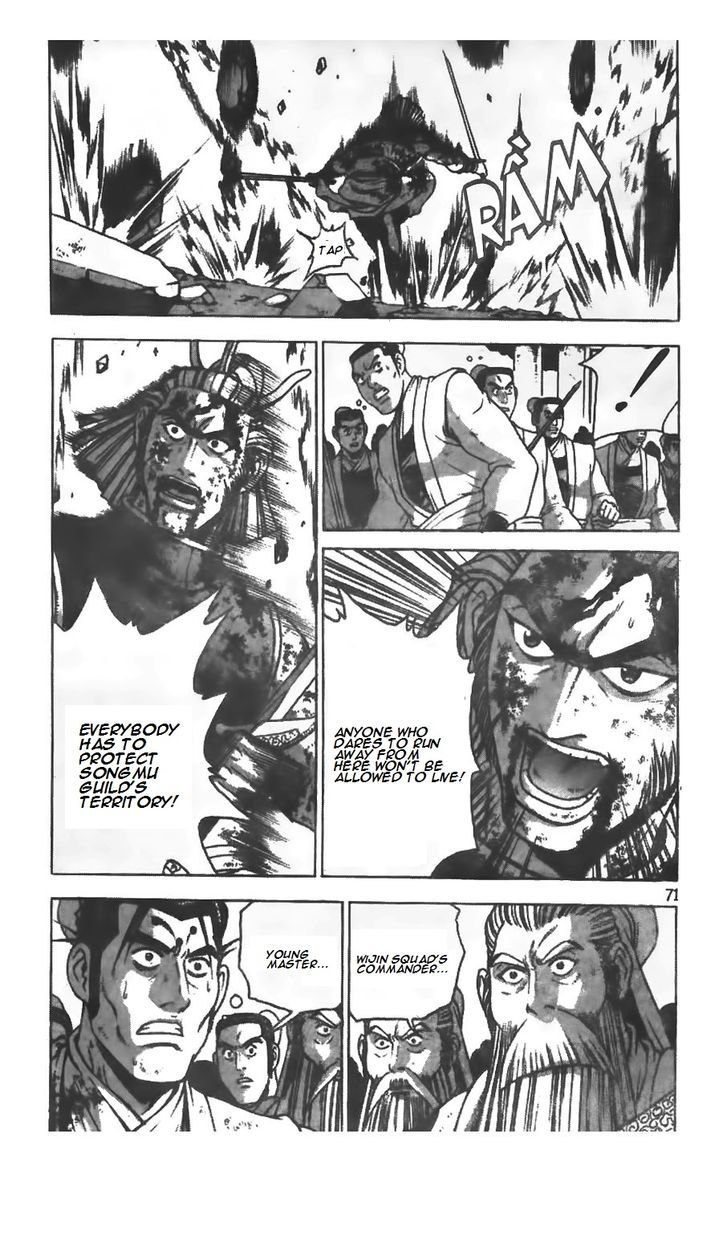 RẦM
TAP
!
EVERYBODY
HAS TO
PROTECT
SONGMU
GUILD'S
TERRITORY!
ANYONE WHO
DARES TO RUN
AWAY FROM
HERE WON'T BE
ALLOWED TO LIVE!
71
YOUNG
MASTER...
WIJIN SQUAD'S
COMMANDER...